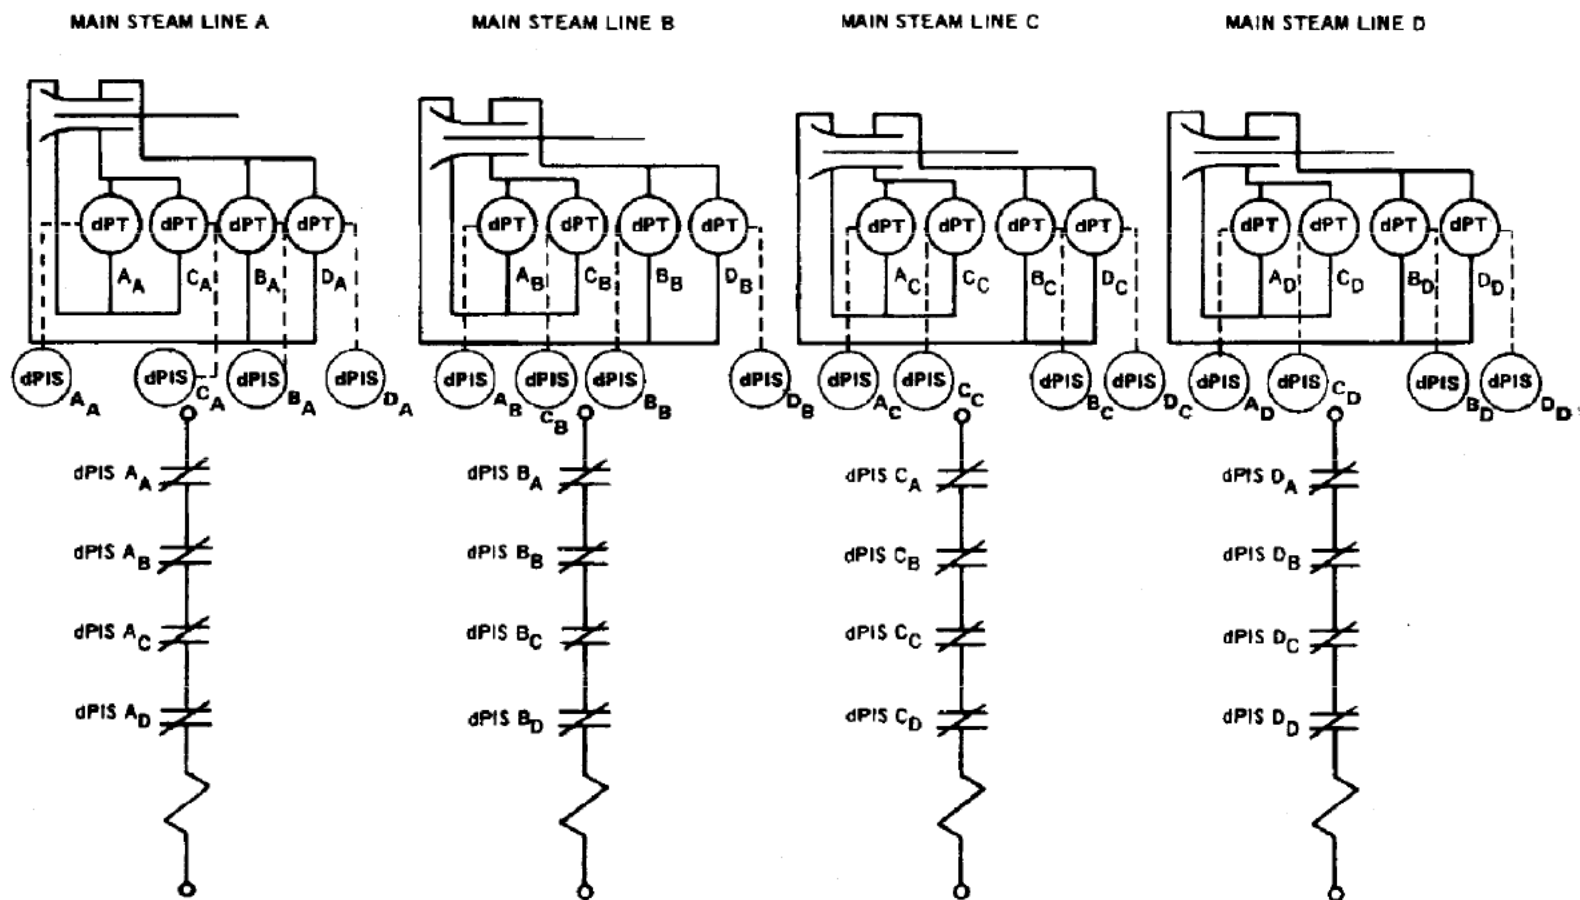 MAIN STEAM LINE A MAIN STEAM LINE B MAIN STEAM LINE C MAIN STEAM LINE D
dPT dPT dPT dPT dPT dPT dPT dPT dPT dPT dPT dPT dPT dPT dPT dPT
AA CA BA DA AB CB BB DB AC CC BC DC AD CD BD DD
dPIS dPIS dPIS dPIS dPIS dPIS dPIS dPIS dPIS dPIS dPIS dPIS dPIS dPIS dPIS dPIS
AA CA BA DA AB CB BB DB AC CC BC DC AD CD BD DD
dPIS AA dPIS BA dPIS CA dPIS DA
dPIS AB dPIS BB dPIS CB dPIS DB
dPIS AC dPIS BC dPIS CC dPIS DC
dPIS AD dPIS BD dPIS CD dPIS DD